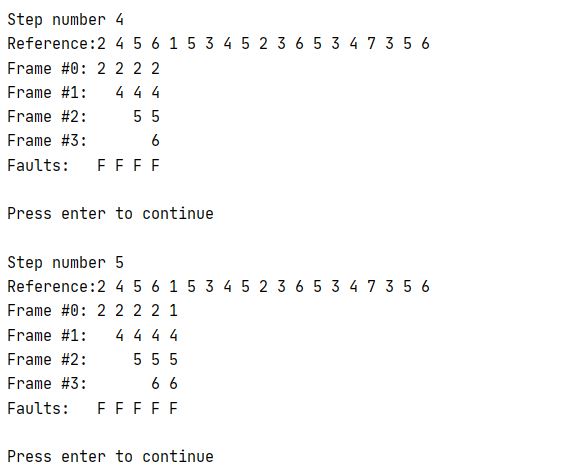 Step number 4
Reference:2 4 5 6 1 5 3 4 5 2 3 6 5 3 4 7 3 5 6
Frame #0: 2 2 2 2
Frame #1:   4 4 4
Frame #2:     5 5
Frame #3:       6
Faults:   F F F F

Press enter to continue

Step number 5
Reference:2 4 5 6 1 5 3 4 5 2 3 6 5 3 4 7 3 5 6
Frame #0: 2 2 2 2 1
Frame #1:   4 4 4 4
Frame #2:     5 5 5
Frame #3:       6 6
Faults:   F F F F F

Press enter to continue